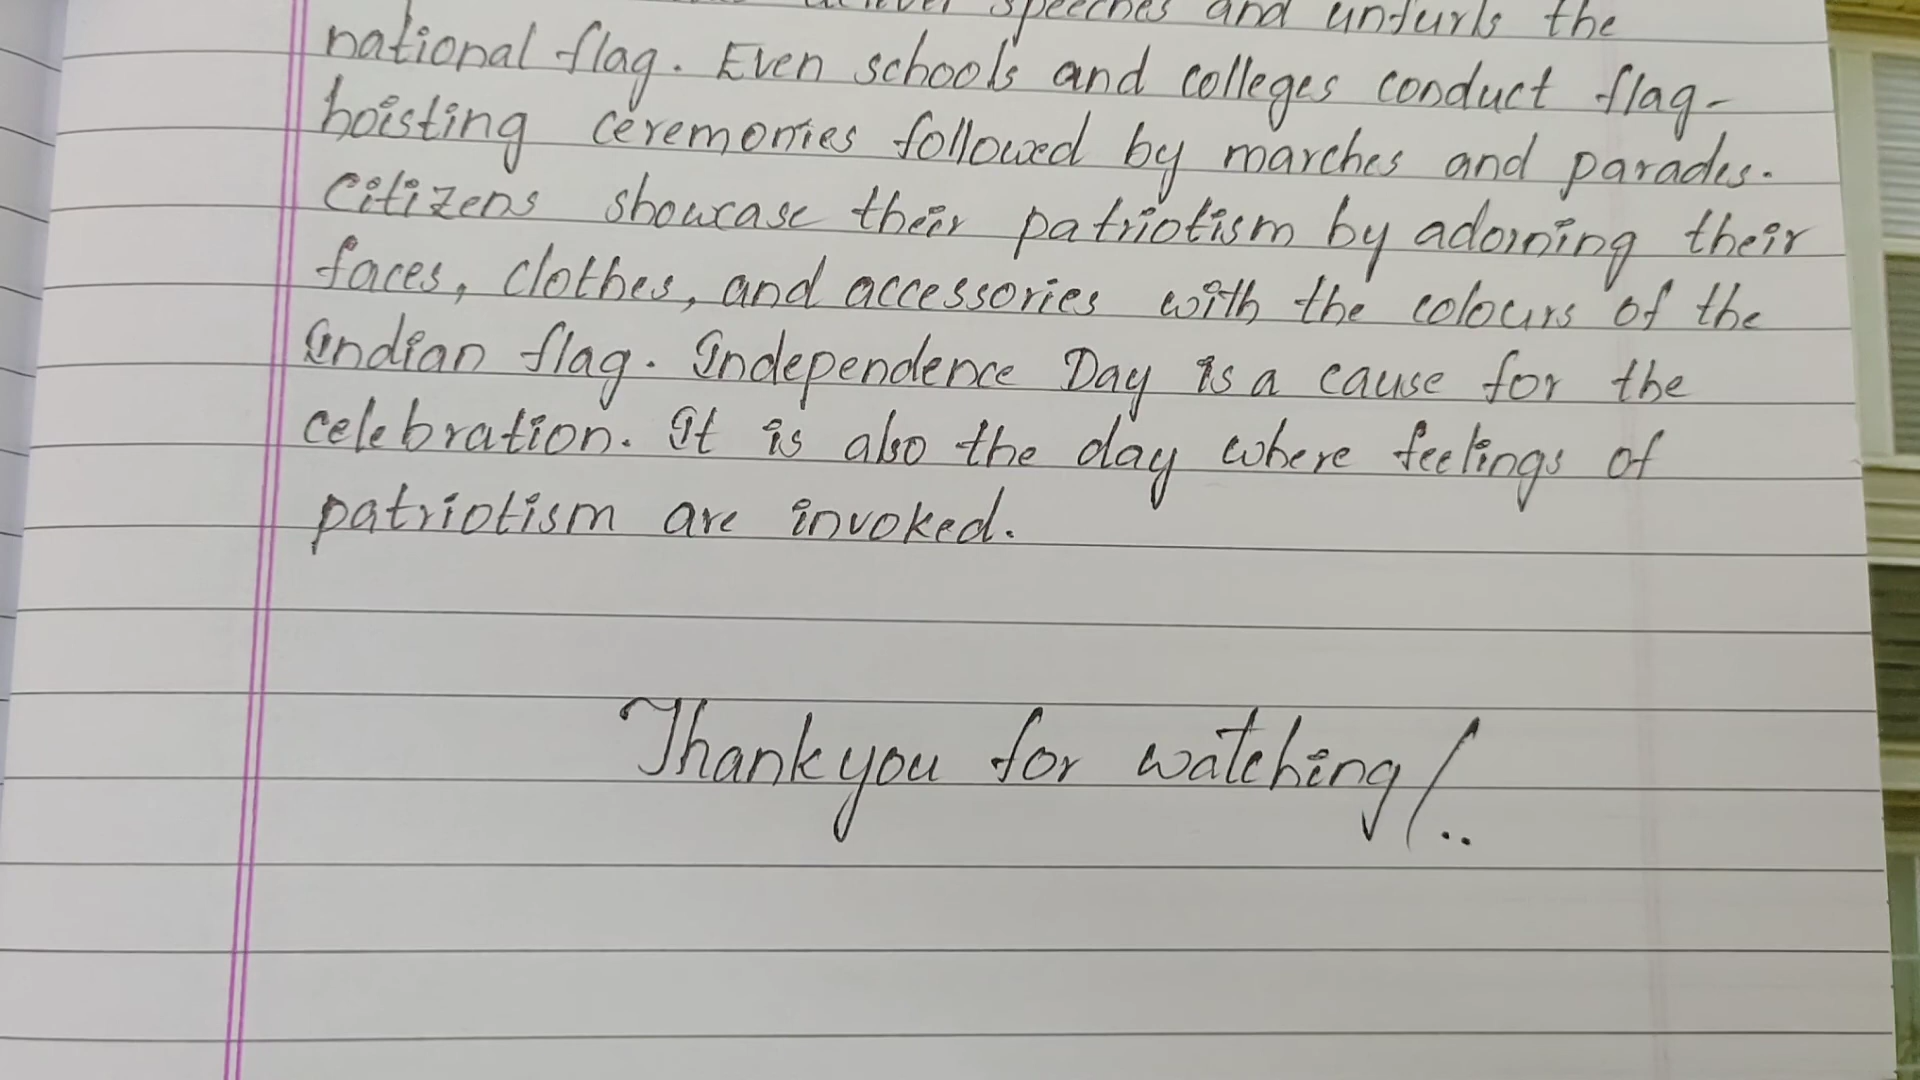 speeches and unfurls the
national flag. Even schools and colleges conduct flag-
hoisting ceremonies followed by marches and parades.
Citizens showcase their patriotism by adorning their
faces, clothes, and accessories with the colours of the
Indian flag. Independence Day is a cause for the
celebration. It is also the day where feelings of
patriotism are invoked.
Thank you for watching!..